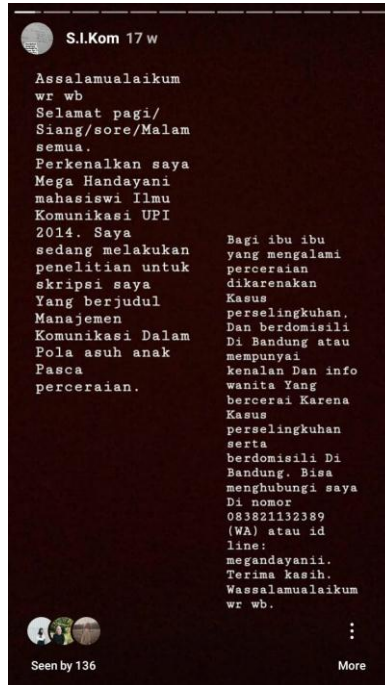 S.I.Kom 17 w
Assalamualaikum
wr wb
Selamat pagi/
Siang/sore/Malam
semua.
Perkenalkan saya
Mega Handayani
mahasiswi Ilmu
Komunikasi UPI
2014. Saya
sedang melakukan
penelitian untuk
skripsi saya
Yang berjudul
Manajemen
Komunikasi Dalam
Pola asuh anak
Pasca
perceraian.
Bagi ibu ibu
yang mengalami
perceraian
dikarenakan
Kasus
perselingkuhan,
Dan berdomisili
Di Bandung atau
mempunyai
kenalan Dan info
wanita Yang
bercerai Karena
Kasus
perselingkuhan
serta
berdomisili Di
Bandung. Bisa
menghubungi saya
Di nomor
083821132389
(WA) atau id
line:
megandayanii.
Terima kasih.
Wassalamualaikum
wr wb.
Seen by 136
More